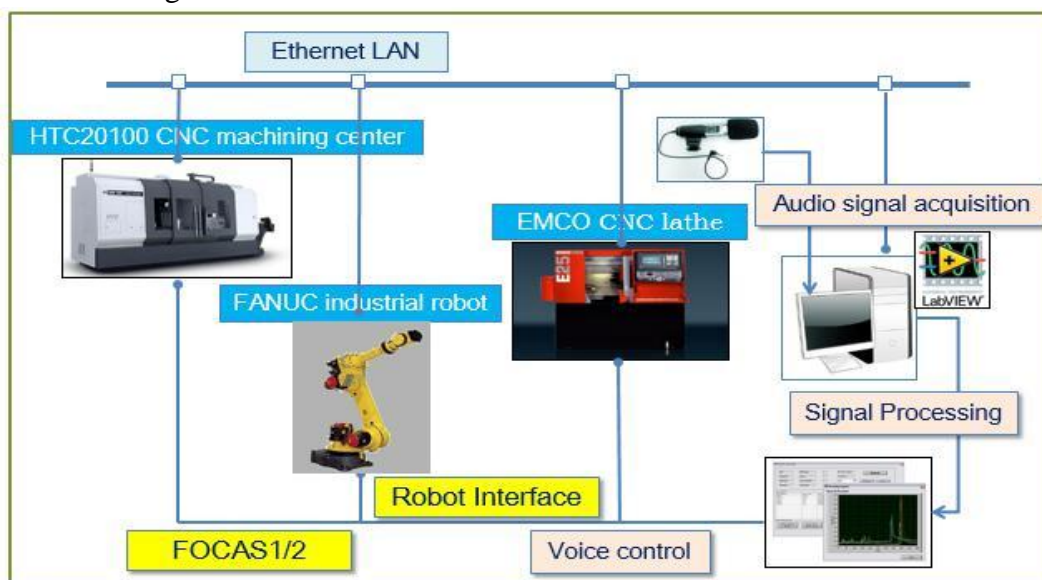 Ethernet LAN
HTC20100 CNC machining center
Audio signal acquisition
EMCO CNC lathe
E25
LabVIEW
FANUC industrial robot
Signal Processing
Robot Interface
FOCAS1/2
Voice control